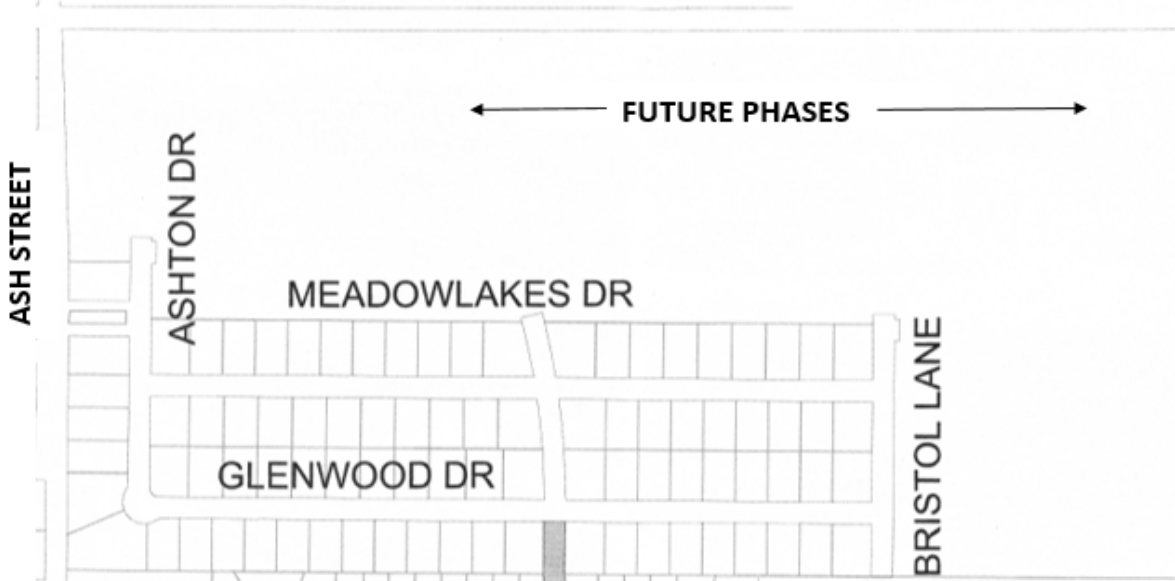 FUTURE PHASES
ASH STREET
ASHTON DR
MEADOWLAKES DR
BRISTOL LANE
GLENWOOD DR